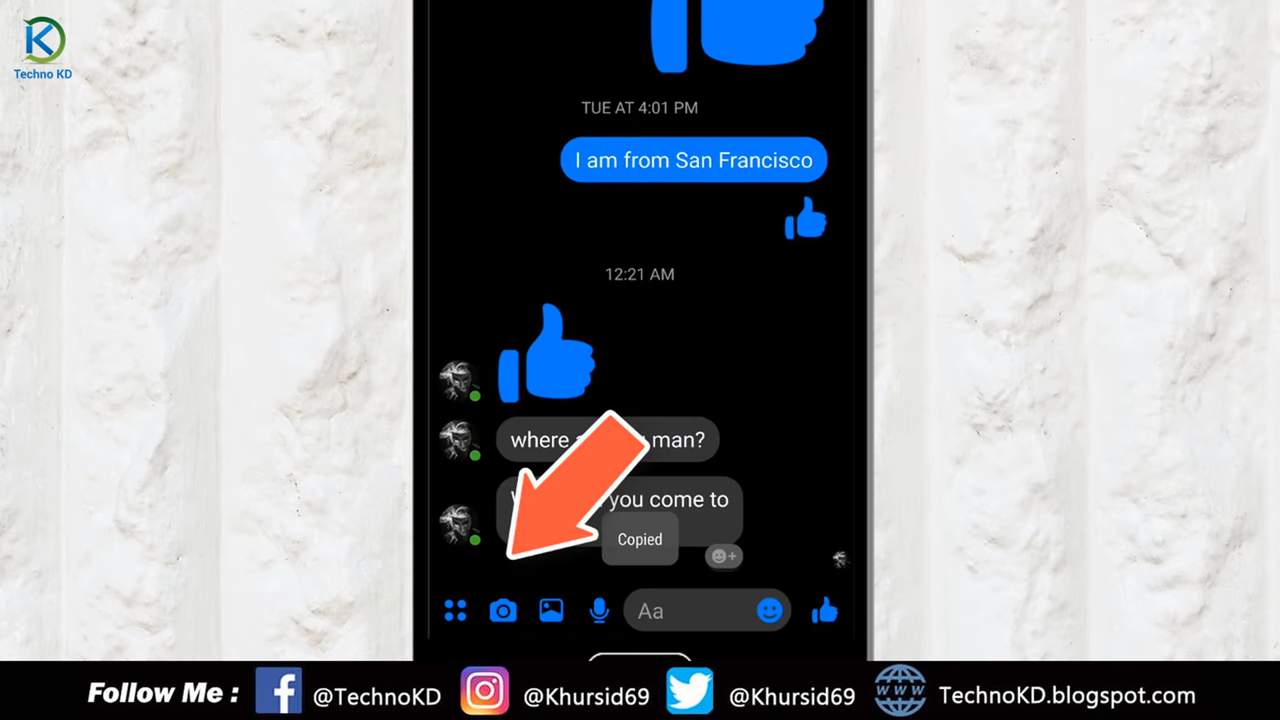 K
Techno KD
TUE AT 4:01 PM
I am from San Francisco
12:21 AM
where man?
you come to
Copied
Aa
Follow Me : f @TechnoKD @Khursid69 @Khursid69 WWW TechnoKD.blogspot.com